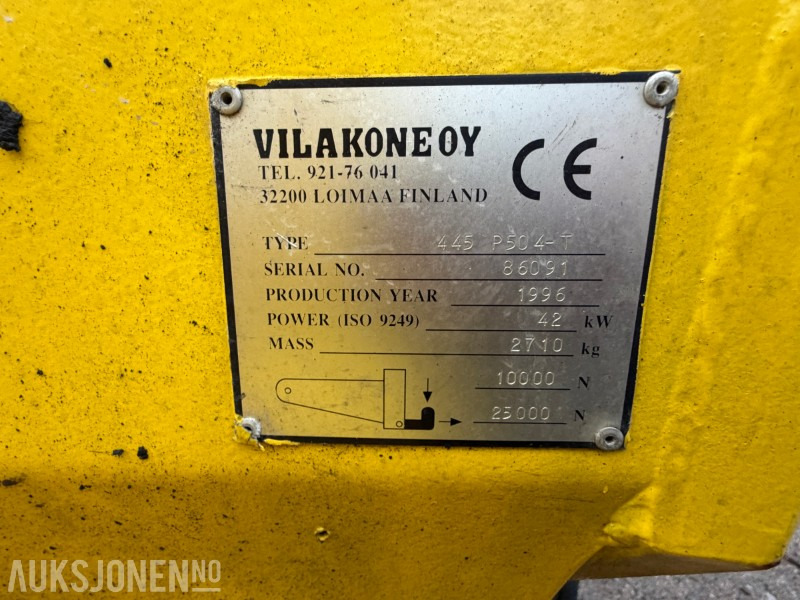 VILAKONE OY
TEL. 921-76 041
32200 LOIMAA FINLAND
CE
TYPE 445 P504-T
SERIAL NO. 86091
PRODUCTION YEAR 1996
POWER (ISO 9249) 42 kW
MASS 2710 kg
10000 N
25000 N
AUKSJONEN.NO